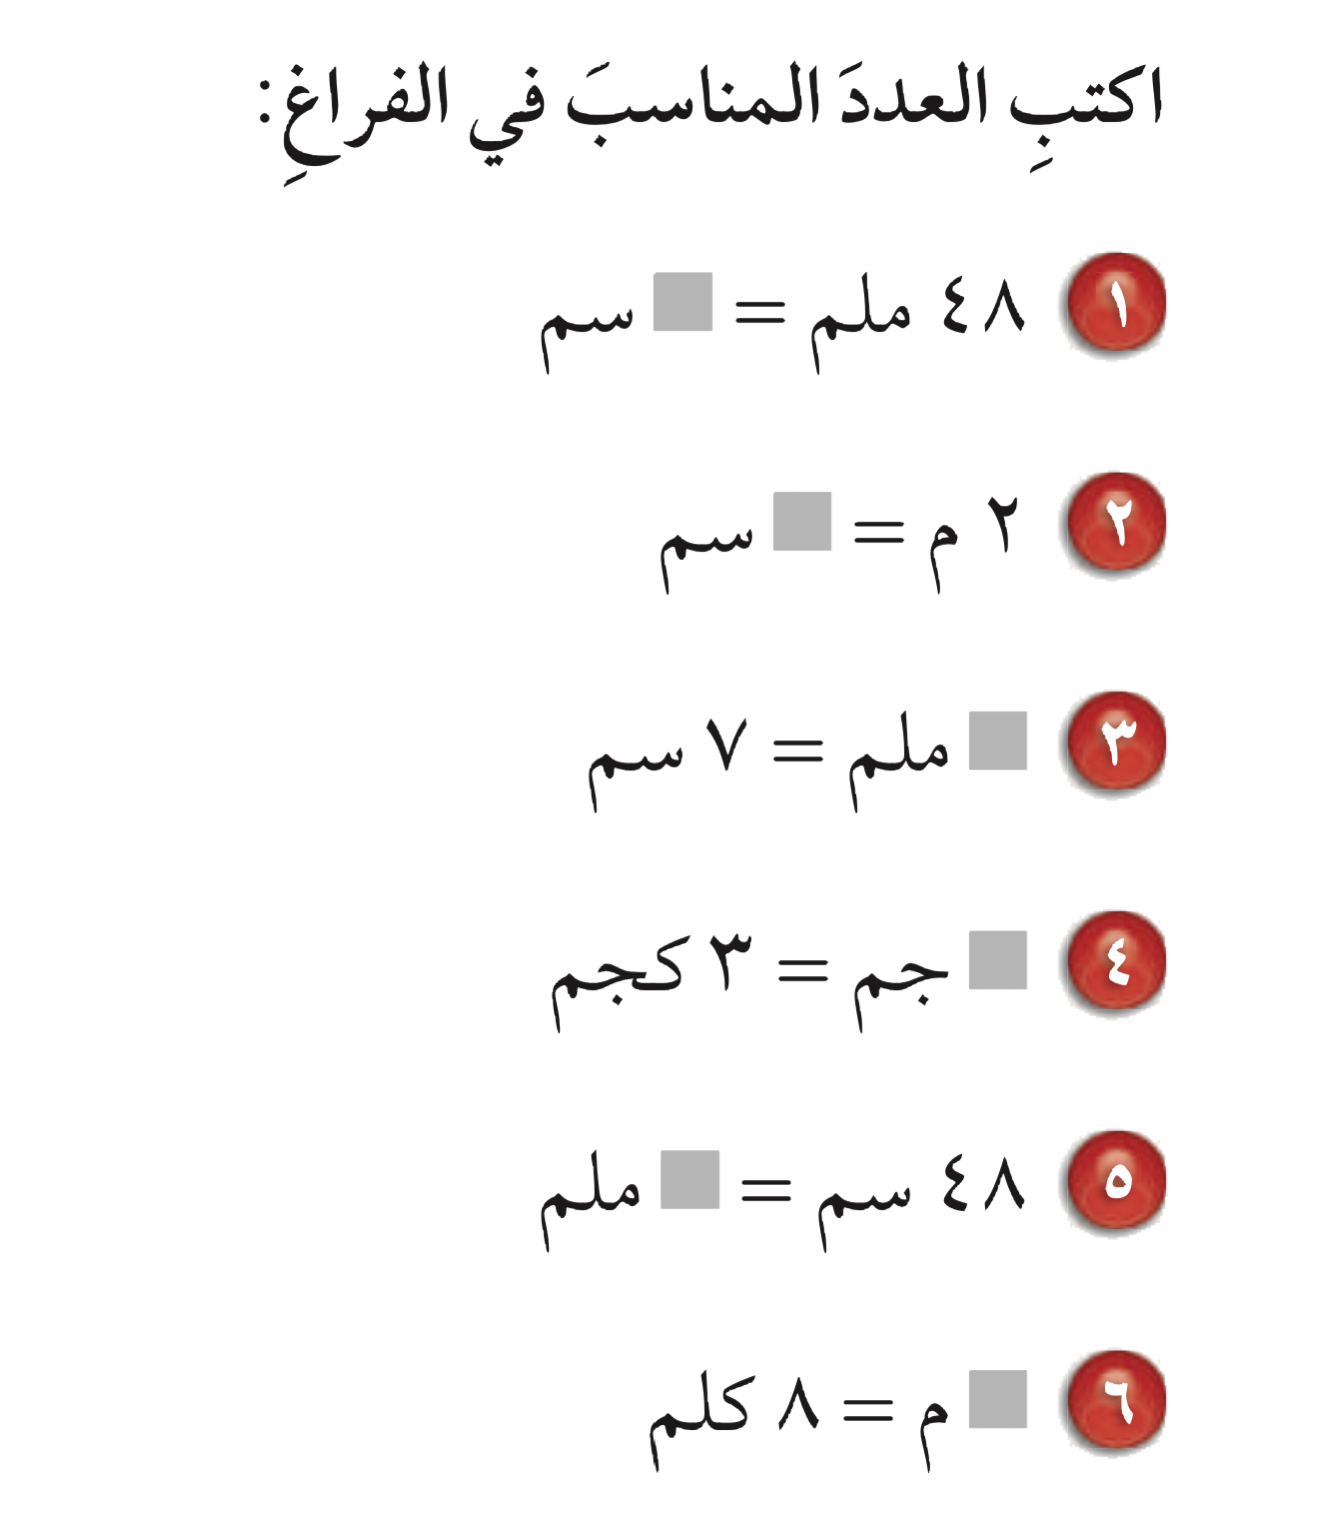 اكتبِ العددَ المناسبَ في الفراغِ:
١ ٤٨ ملم = ■ سم
٢ ٢ م = ■ سم
٣ ■ ملم = ٧ سم
٤ ■ جم = ٣ كجم
٥ ٤٨ سم = ■ ملم
٦ ■ م = ٨ كلم